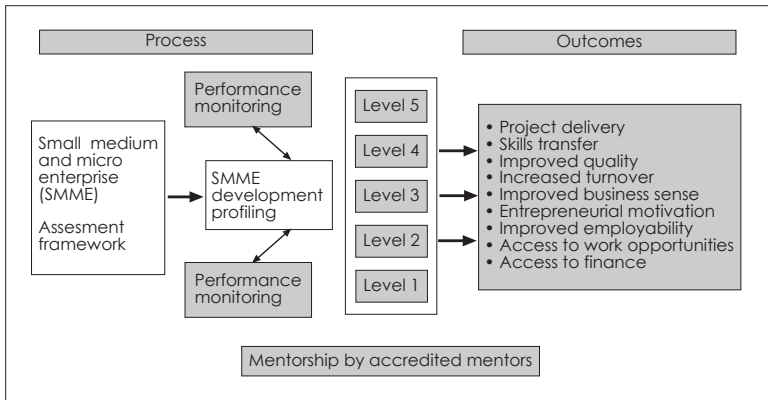 Process
Outcomes
Performance
monitoring
Small medium
and micro
enterprise
(SMME)
Assesment
framework
SMME
development
profiling
Performance
monitoring
Level 5
Level 4
Level 3
Level 2
Level 1
• Project delivery
• Skills transfer
• Improved quality
• Increased turnover
• Improved business sense
• Entrepreneurial motivation
• Improved employability
• Access to work opportunities
• Access to finance
Mentorship by accredited mentors